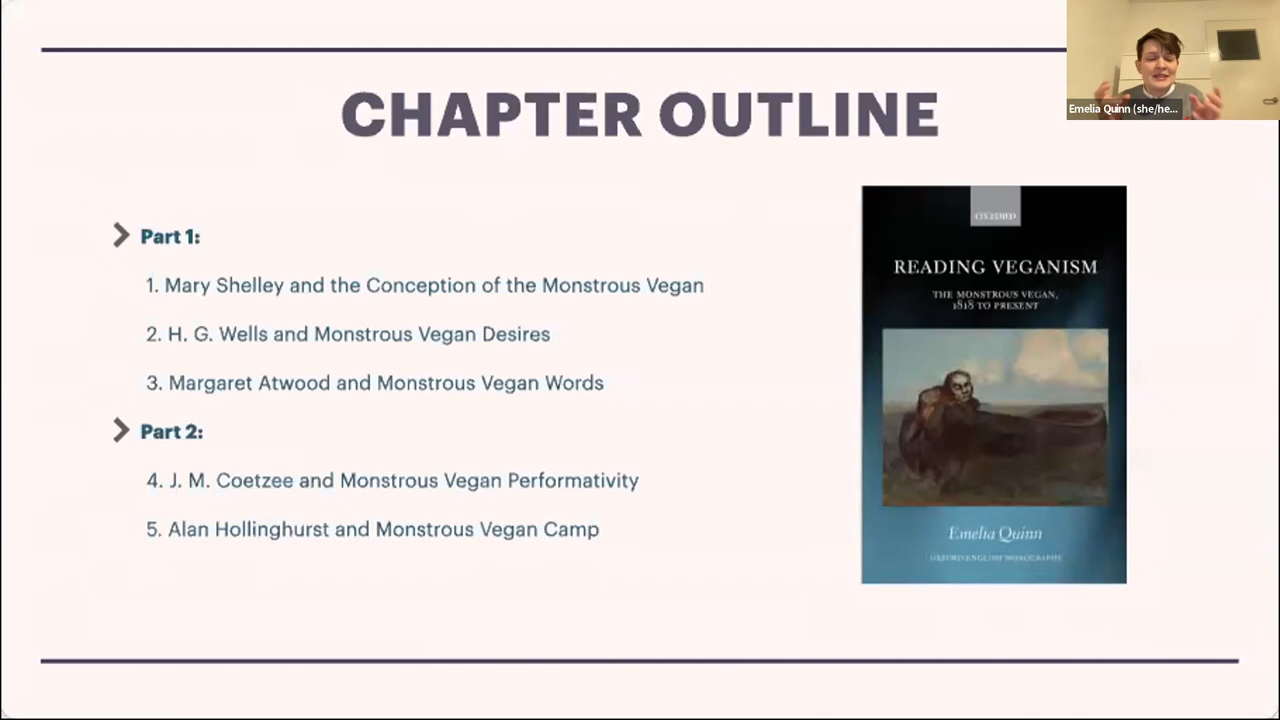 CHAPTER OUTLINE
Emelia Quinn (she/he...
Part 1:
1. Mary Shelley and the Conception of the Monstrous Vegan
2. H. G. Wells and Monstrous Vegan Desires
3. Margaret Atwood and Monstrous Vegan Words
Part 2:
4. J. M. Coetzee and Monstrous Vegan Performativity
5. Alan Hollinghurst and Monstrous Vegan Camp
OXFORD
READING VEGANISM
THE MONSTROUS VEGAN,
1818 TO PRESENT
Emelia Quinn
OXFORD ENGLISH MONOGRAPHS